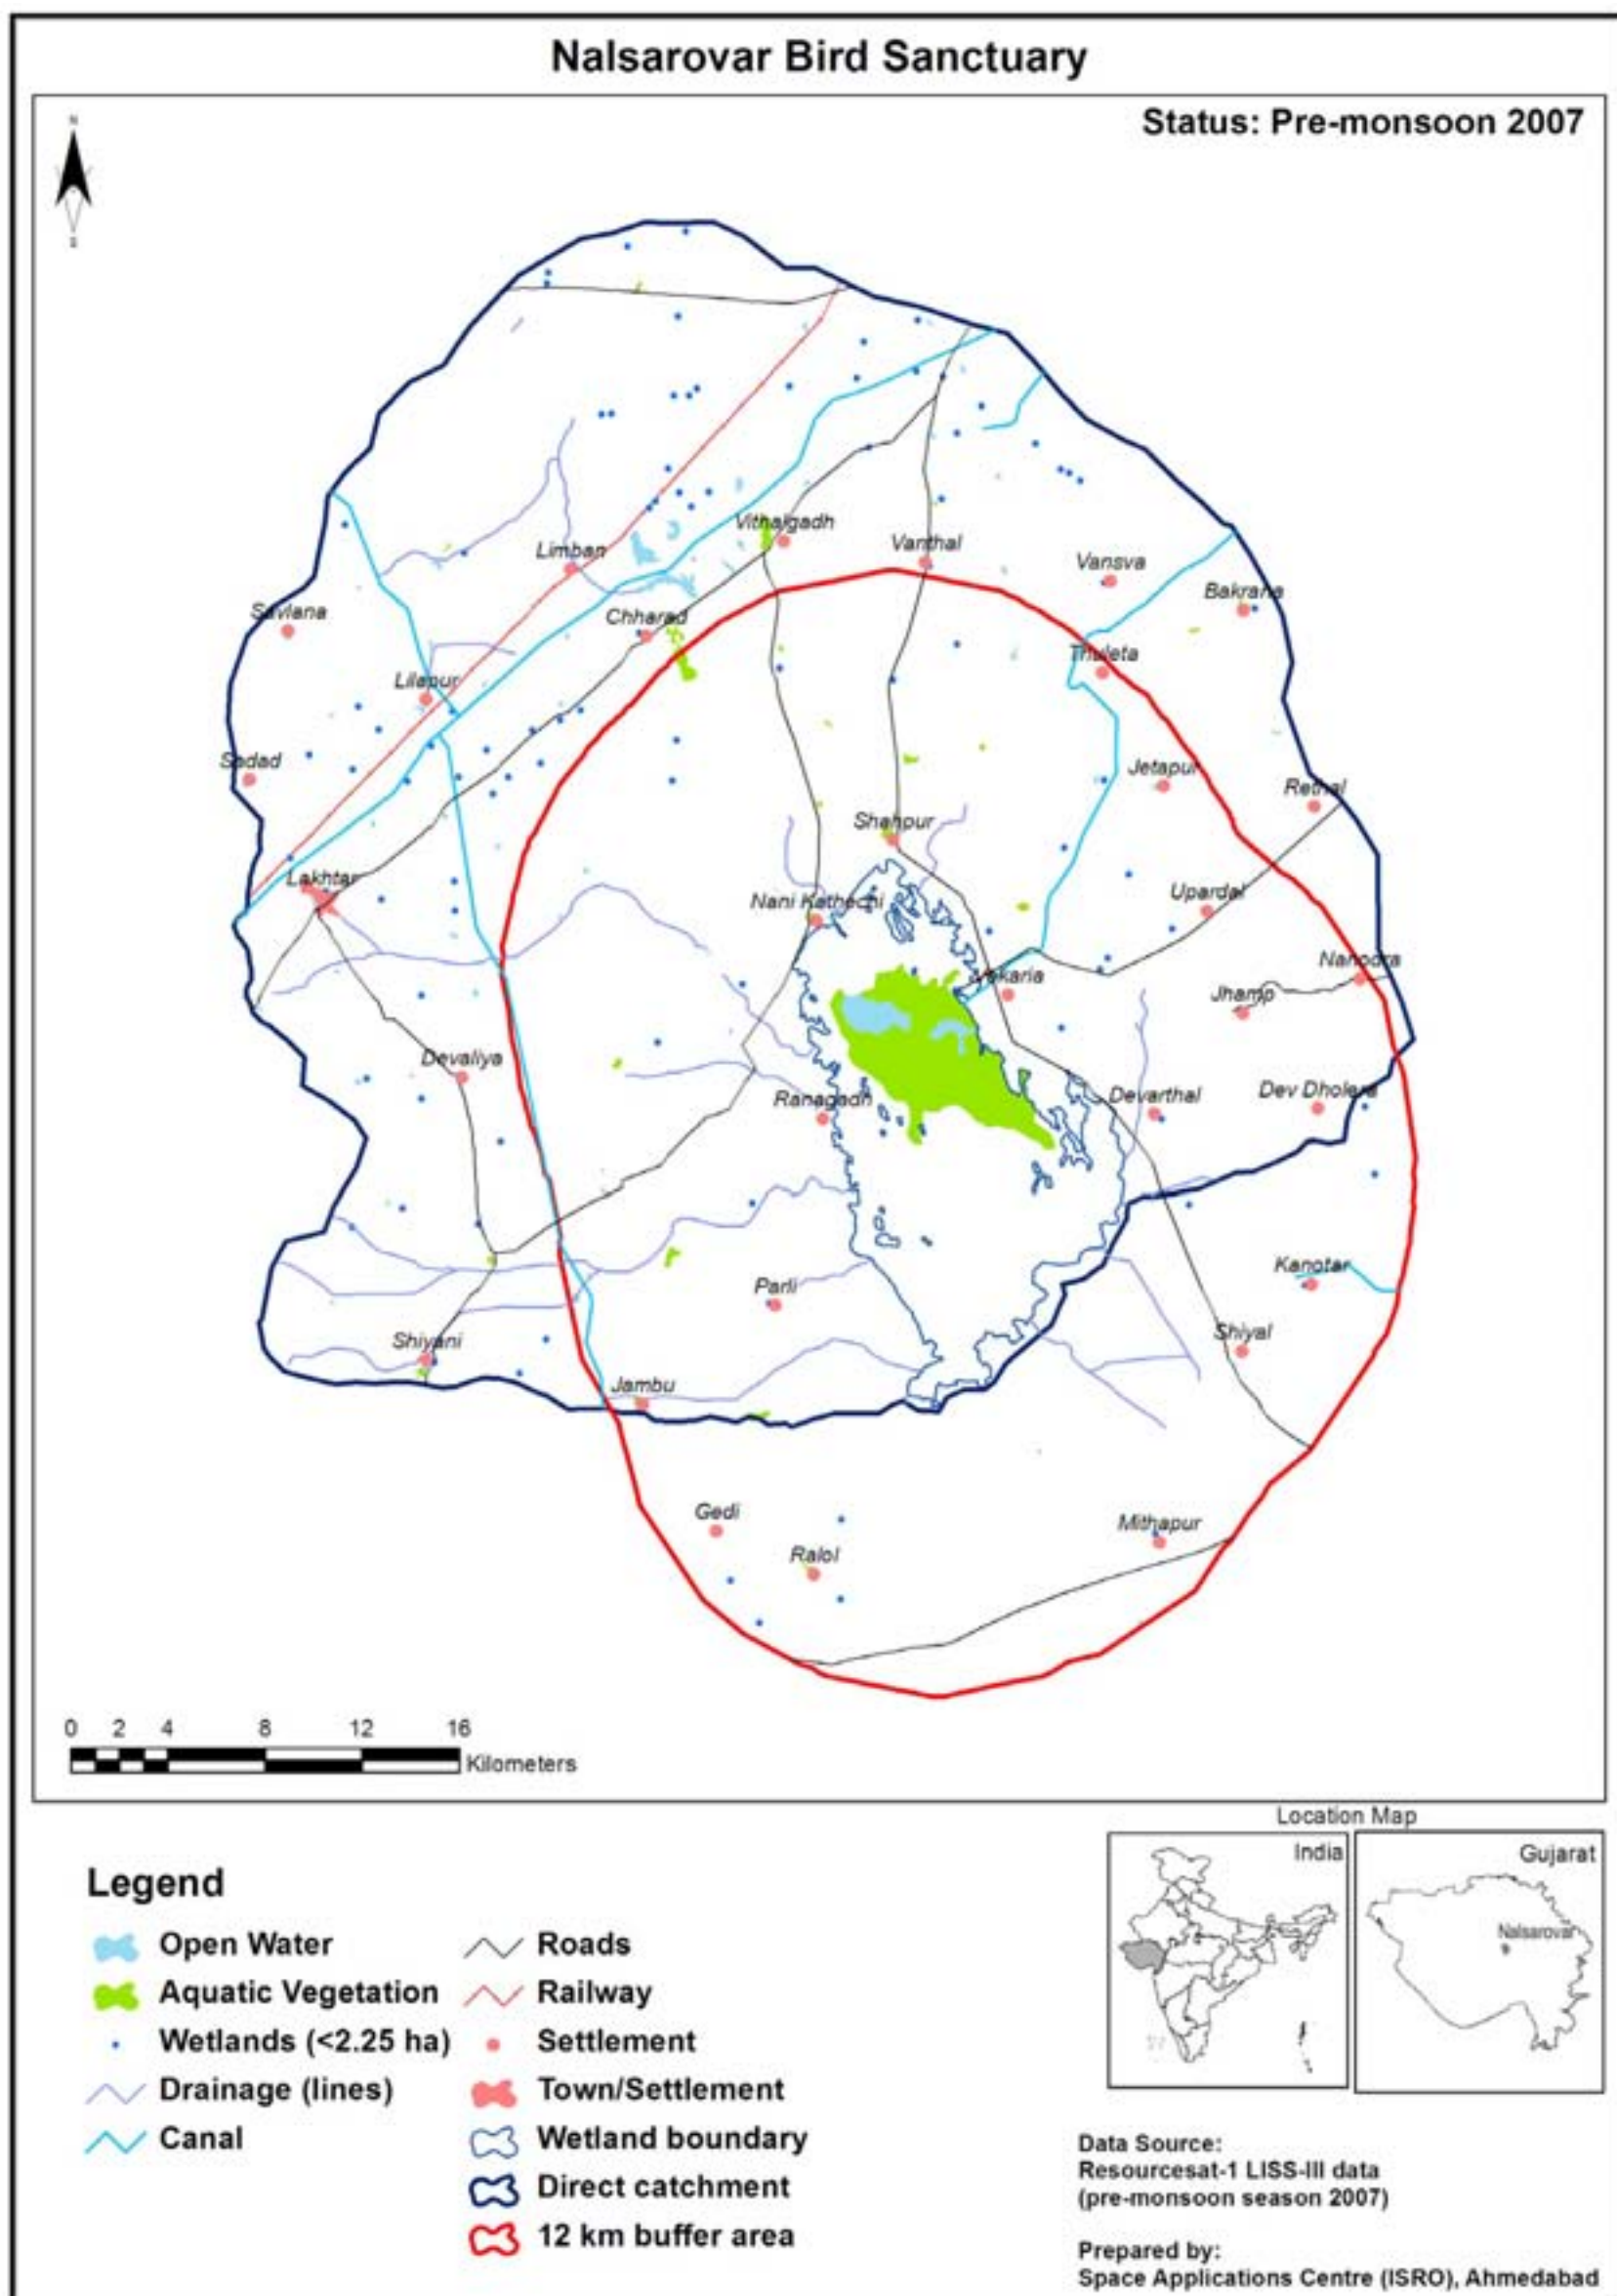 Nalsarovar Bird Sanctuary
Status: Pre-monsoon 2007
N
S
Vithalgadh
Vanthal
Limban
Vansva
Bakrana
Savlana
Chharad
Thuleta
Lilapur
Sadad
Jetapur
Rethal
Shahpur
Lakhtar
Nani Kathechi
Upardal
Nanodra
Vekaria
Jhamp
Devaliya
Ranagadh
Devarthal
Dev Dholera
Kanotar
Parli
Shiyal
Shiyani
Jambu
Gedi
Mithapur
Ralol
0 2 4 8 12 16
Kilometers
Location Map
India
Gujarat
Nalsarovar
Legend
Open Water
Aquatic Vegetation
Wetlands (<2.25 ha)
Drainage (lines)
Canal
Roads
Railway
Settlement
Town/Settlement
Wetland boundary
Direct catchment
12 km buffer area
Data Source:
Resourcesat-1 LISS-III data
(pre-monsoon season 2007)
Prepared by:
Space Applications Centre (ISRO), Ahmedabad